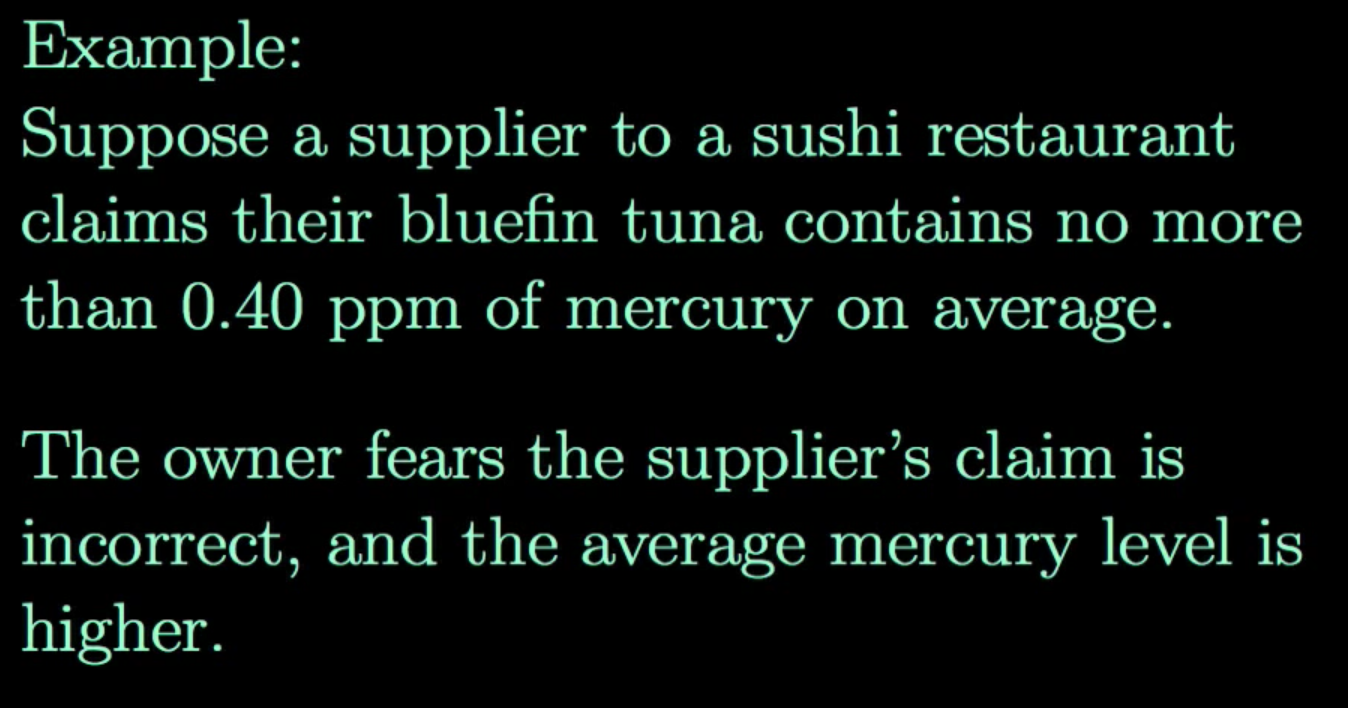 Example:
Suppose a supplier to a sushi restaurant
claims their bluefin tuna contains no more
than 0.40 ppm of mercury on average.
The owner fears the supplier’s claim is
incorrect, and the average mercury level is
higher.